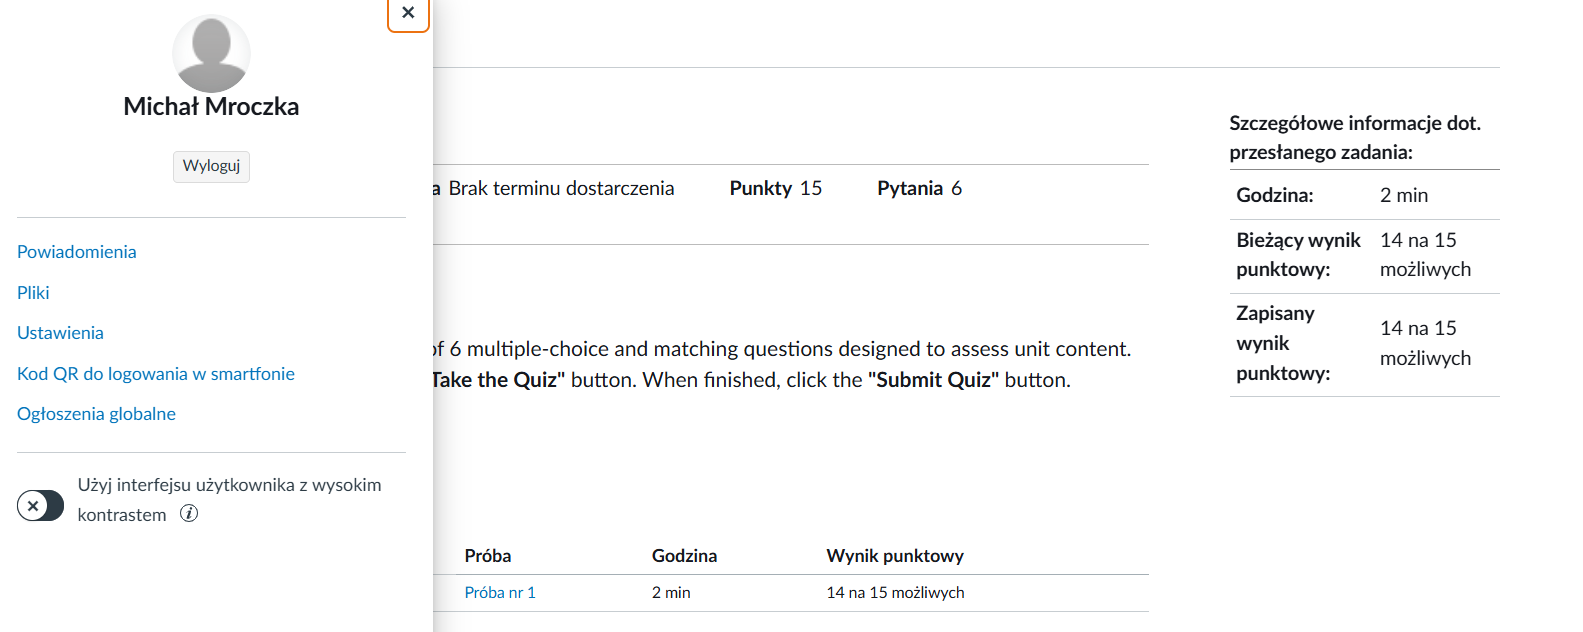 Michał Mroczka
Wyloguj
Powiadomienia
Pliki
Ustawienia
Kod QR do logowania w smartfonie
Ogłoszenia globalne
Użyj interfejsu użytkownika z wysokim
kontrastem
a Brak terminu dostarczenia Punkty 15 Pytania 6
of 6 multiple-choice and matching questions designed to assess unit content.
Take the Quiz" button. When finished, click the "Submit Quiz" button.
Próba Godzina Wynik punktowy
Próba nr 1 2 min 14 na 15 możliwych
Szczegółowe informacje dot.
przesłanego zadania:
Godzina: 2 min
Bieżący wynik 14 na 15
punktowy: możliwych
Zapisany
wynik
punktowy:
14 na 15
możliwych